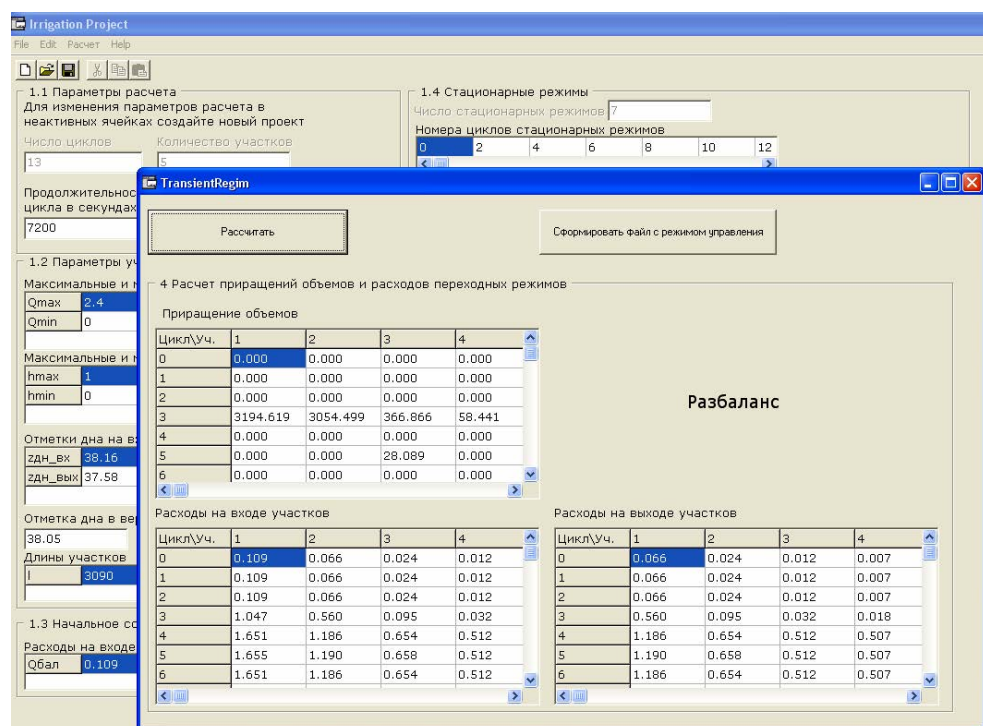 Irrigation Project
File Edit Расчет Help
1.1 Параметры расчета
Для изменения параметров расчета в
неактивных ячейках создайте новый проект
Число циклов Количество участков
13 5
Продолжительнос
цикла в секундах
7200
1.4 Стационарные режимы
Число стационарных режимов 7
Номера циклов стационарных режимов
0 2 4 6 8 10 12
1.2 Параметры уч
Максимальные и м
Qmax 2.4
Qmin 0
Максимальные и м
hmax 1
hmin 0
Отметки дна на вх
zдн_вх 38.16
zдн_вых 37.58
Отметка дна в вер
38.05
Длины участков
l 3090
1.3 Начальное со
Расходы на входе
Qбал 0.109
TransientRegim
Рассчитать Сформировать файл с режимом управления
4 Расчет приращений объемов и расходов переходных режимов
Приращение объемов
Цикл\Уч. 1 2 3 4
0 0.000 0.000 0.000 0.000
1 0.000 0.000 0.000 0.000
2 0.000 0.000 0.000 0.000
3 3194.619 3054.499 366.866 58.441
4 0.000 0.000 0.000 0.000
5 0.000 0.000 28.089 0.000
6 0.000 0.000 0.000 0.000
Разбаланс
Расходы на входе участков
Цикл\Уч. 1 2 3 4
0 0.109 0.066 0.024 0.012
1 0.109 0.066 0.024 0.012
2 0.109 0.066 0.024 0.012
3 1.047 0.560 0.095 0.032
4 1.651 1.186 0.654 0.512
5 1.655 1.190 0.658 0.512
6 1.651 1.186 0.654 0.512
Расходы на выходе участков
Цикл\Уч. 1 2 3 4
0 0.066 0.024 0.012 0.007
1 0.066 0.024 0.012 0.007
2 0.066 0.024 0.012 0.007
3 0.560 0.095 0.032 0.018
4 1.186 0.654 0.512 0.507
5 1.190 0.658 0.512 0.507
6 1.186 0.654 0.512 0.507